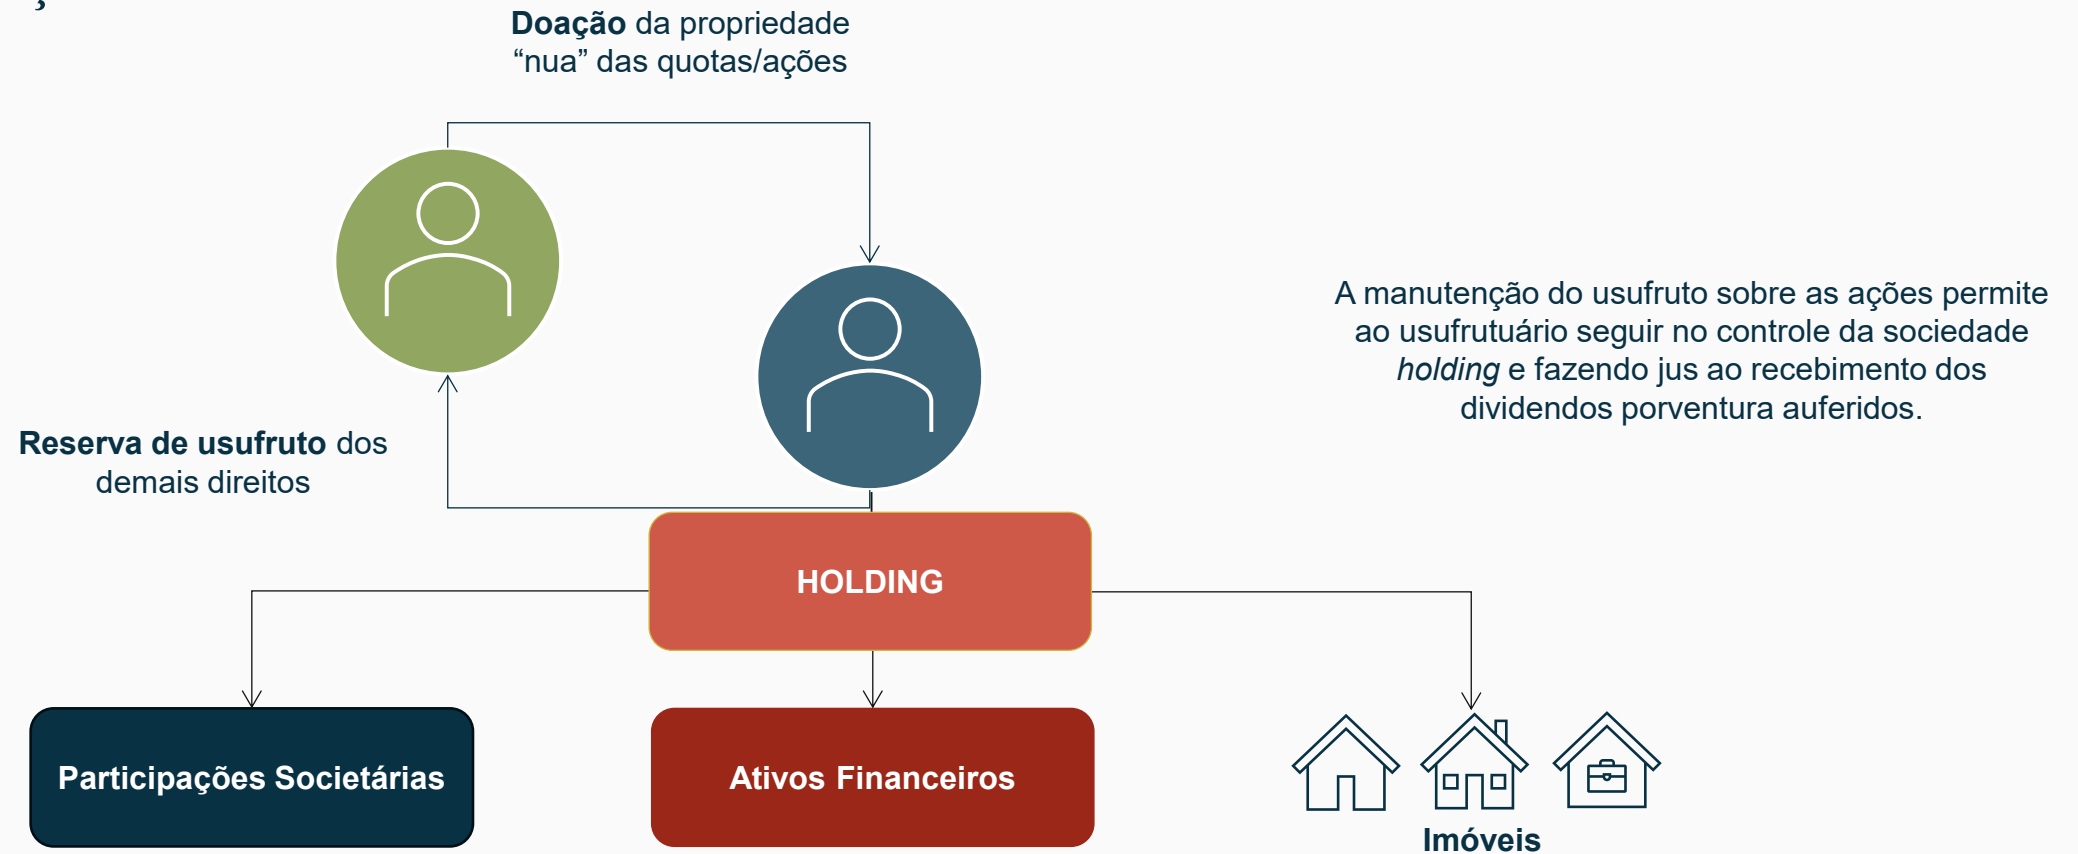 Doação da propriedade
“nua” das quotas/ações
A manutenção do usufruto sobre as ações permite
ao usufrutuário seguir no controle da sociedade
holding e fazendo jus ao recebimento dos
dividendos porventura auferidos.
Reserva de usufruto dos
demais direitos
HOLDING
Participações Societárias
Ativos Financeiros
Imóveis